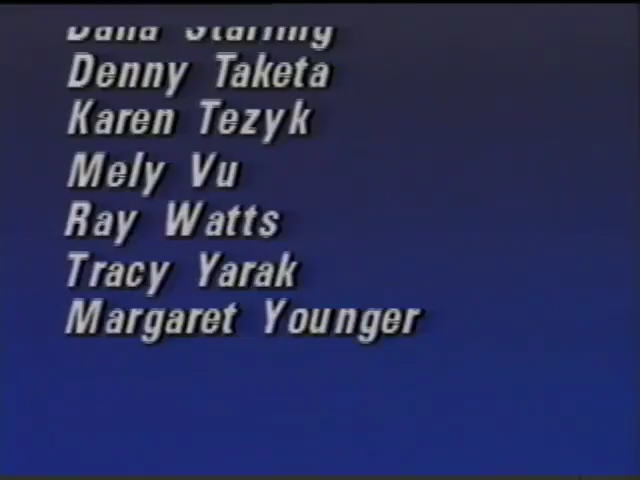 Denny Taketa
Karen Tezyk
Mely Vu
Ray Watts
Tracy Yarak
Margaret Younger